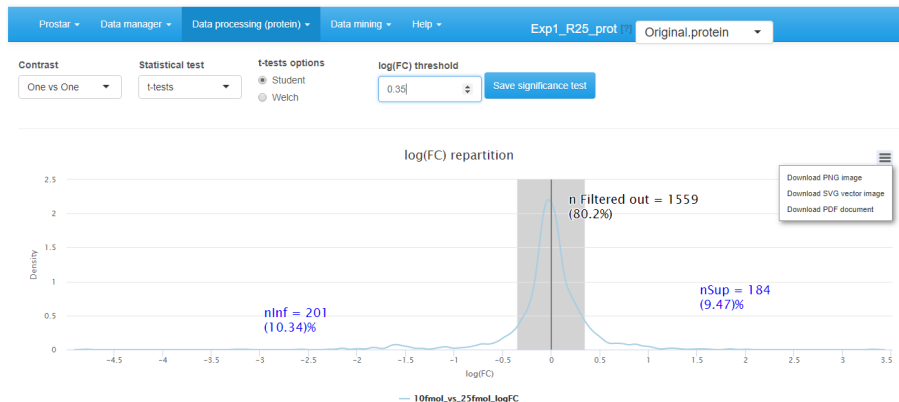 Prostar Data manager Data processing (protein) Data mining Help Exp1_R25_prot [?] Original.protein
Contrast Statistical test t-tests options log(FC) threshold
One vs One t-tests Student 0.35 Save significance test
Welch
log(FC) repartition
Download PNG image
Download SVG vector image
Download PDF document
n Filtered out = 1559
(80.2%)
nSup = 184
(9.47)%
nInf = 201
(10.34)%
Density
2.5
2
1.5
1
0.5
0
-4.5 -4 -3.5 -3 -2.5 -2 -1.5 -1 -0.5 0 0.5 1 1.5 2 2.5 3 3.5
log(FC)
10fmol_vs_25fmol_logFC